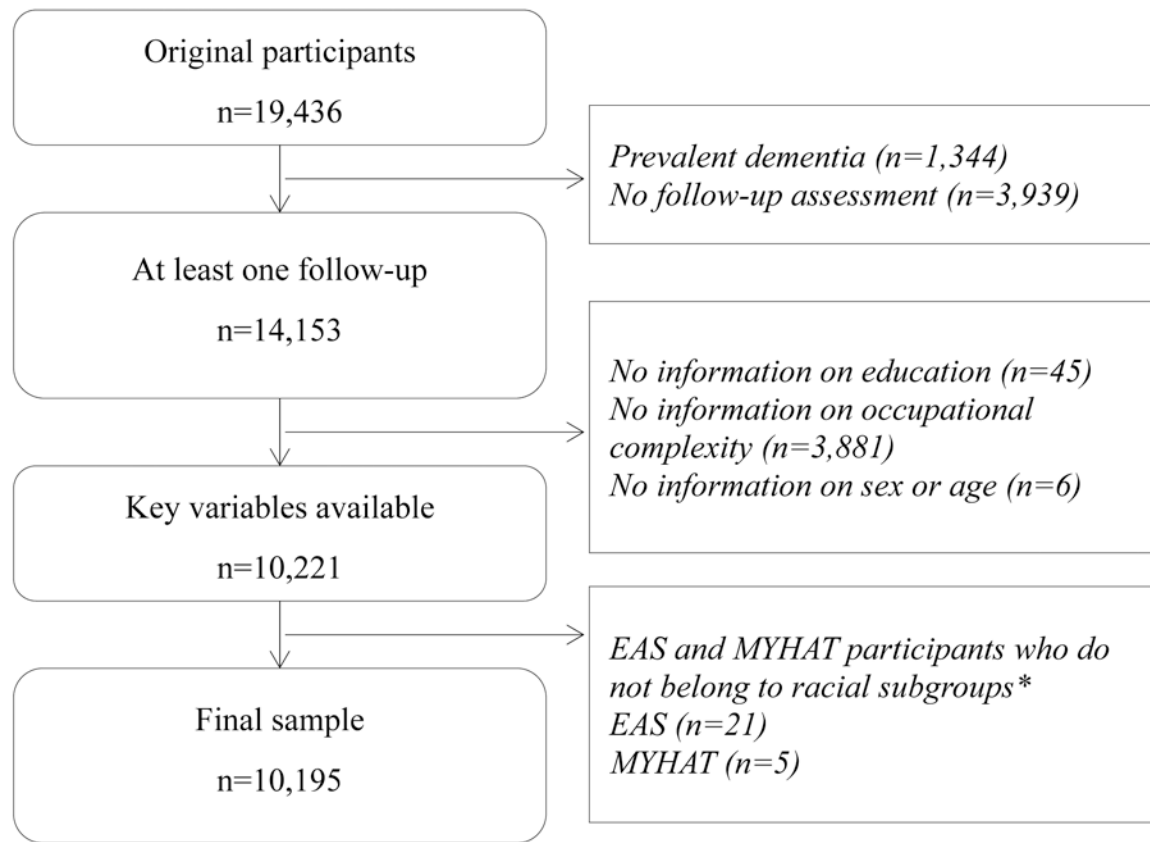 Original participants
n=19,436
Prevalent dementia (n=1,344)
No follow-up assessment (n=3,939)
At least one follow-up
n=14,153
No information on education (n=45)
No information on occupational
complexity (n=3,881)
No information on sex or age (n=6)
Key variables available
n=10,221
EAS and MYHAT participants who do
not belong to racial subgroups*
EAS (n=21)
MYHAT (n=5)
Final sample
n=10,195